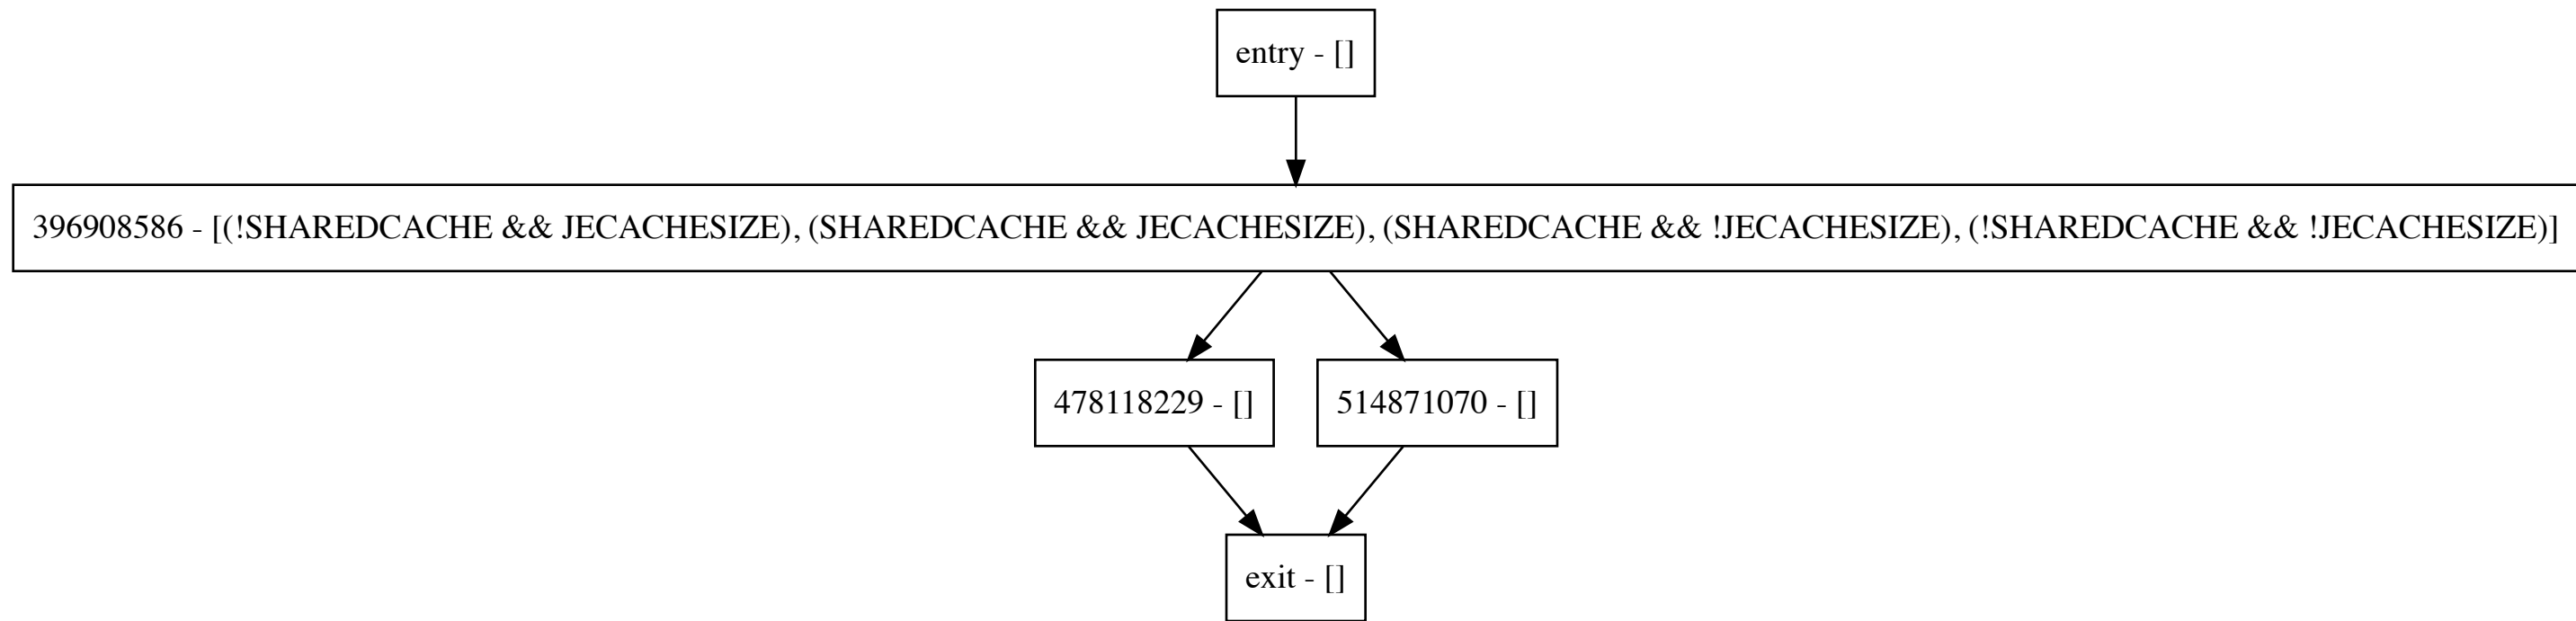 entry - []
396908586 - [(!SHAREDCACHE && JECACHESIZE), (SHAREDCACHE && JECACHESIZE), (SHAREDCACHE && !JECACHESIZE), (!SHAREDCACHE && !JECACHESIZE)]
478118229 - []
514871070 - []
exit - []